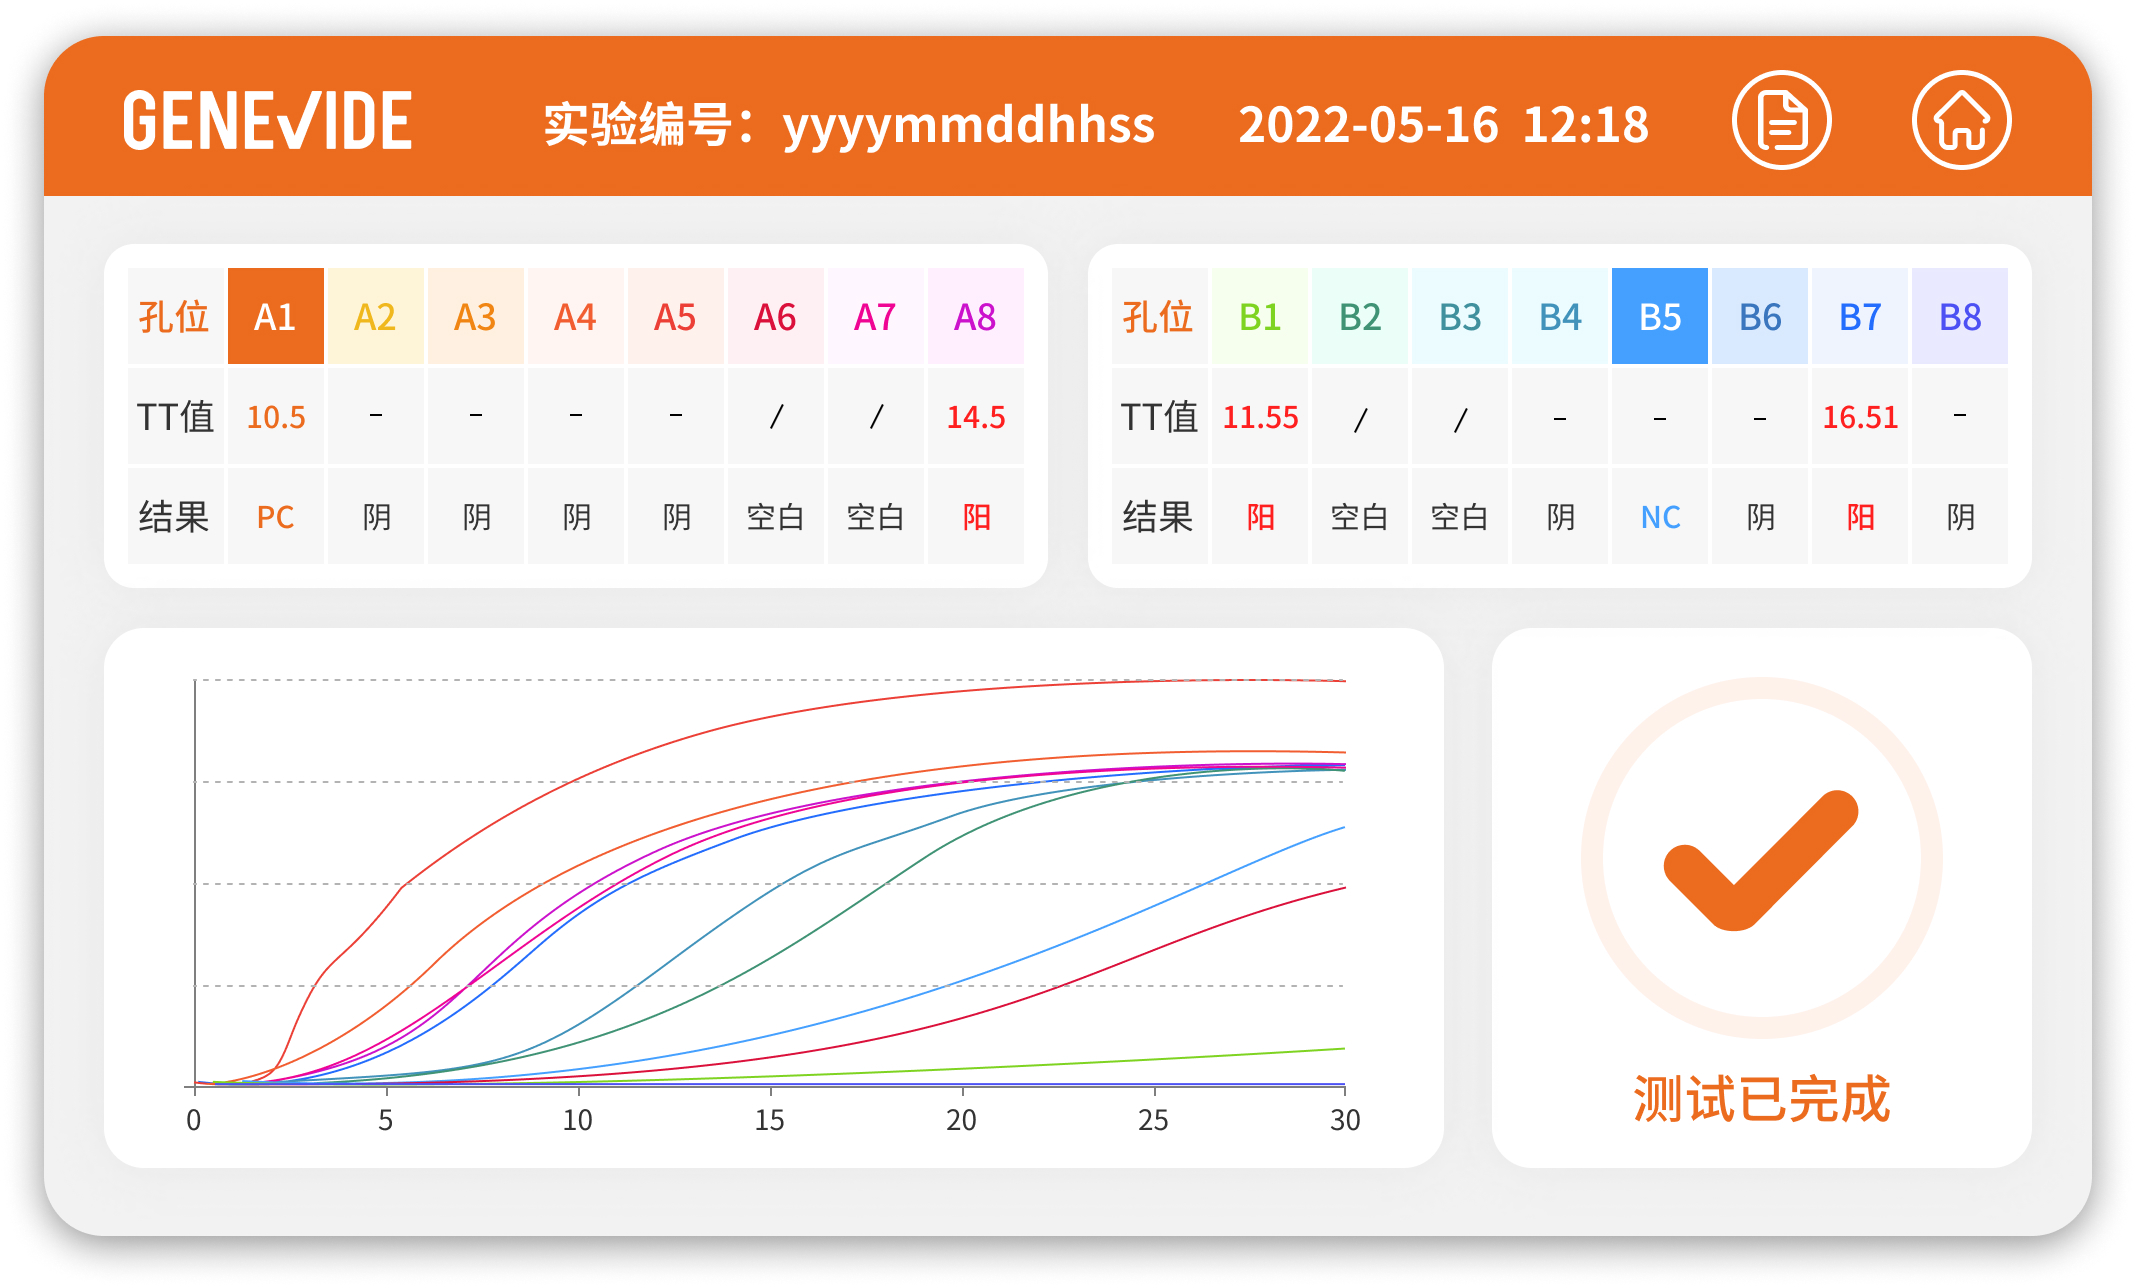 GENEVIDE 实验编号：yyyymmddhhss 2022-05-16 12:18
孔位 A1 A2 A3 A4 A5 A6 A7 A8
TT值 10.5 - - - - / / 14.5
结果 PC 阴 阴 阴 阴 空白 空白 阳
孔位 B1 B2 B3 B4 B5 B6 B7 B8
TT值 11.55 / / - - - 16.51 -
结果 阳 空白 空白 阴 NC 阴 阳 阴
0 5 10 15 20 25 30
测试已完成